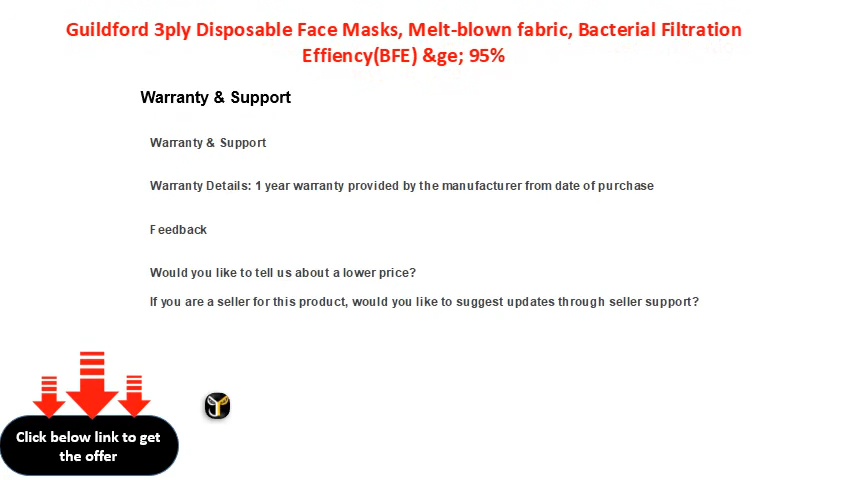 Guildford 3ply Disposable Face Masks, Melt-blown fabric, Bacterial Filtration
Effiency(BFE) &ge; 95%
Warranty & Support
Warranty & Support
Warranty Details: 1 year warranty provided by the manufacturer from date of purchase
Feedback
Would you like to tell us about a lower price?
If you are a seller for this product, would you like to suggest updates through seller support?
Click below link to get
the offer